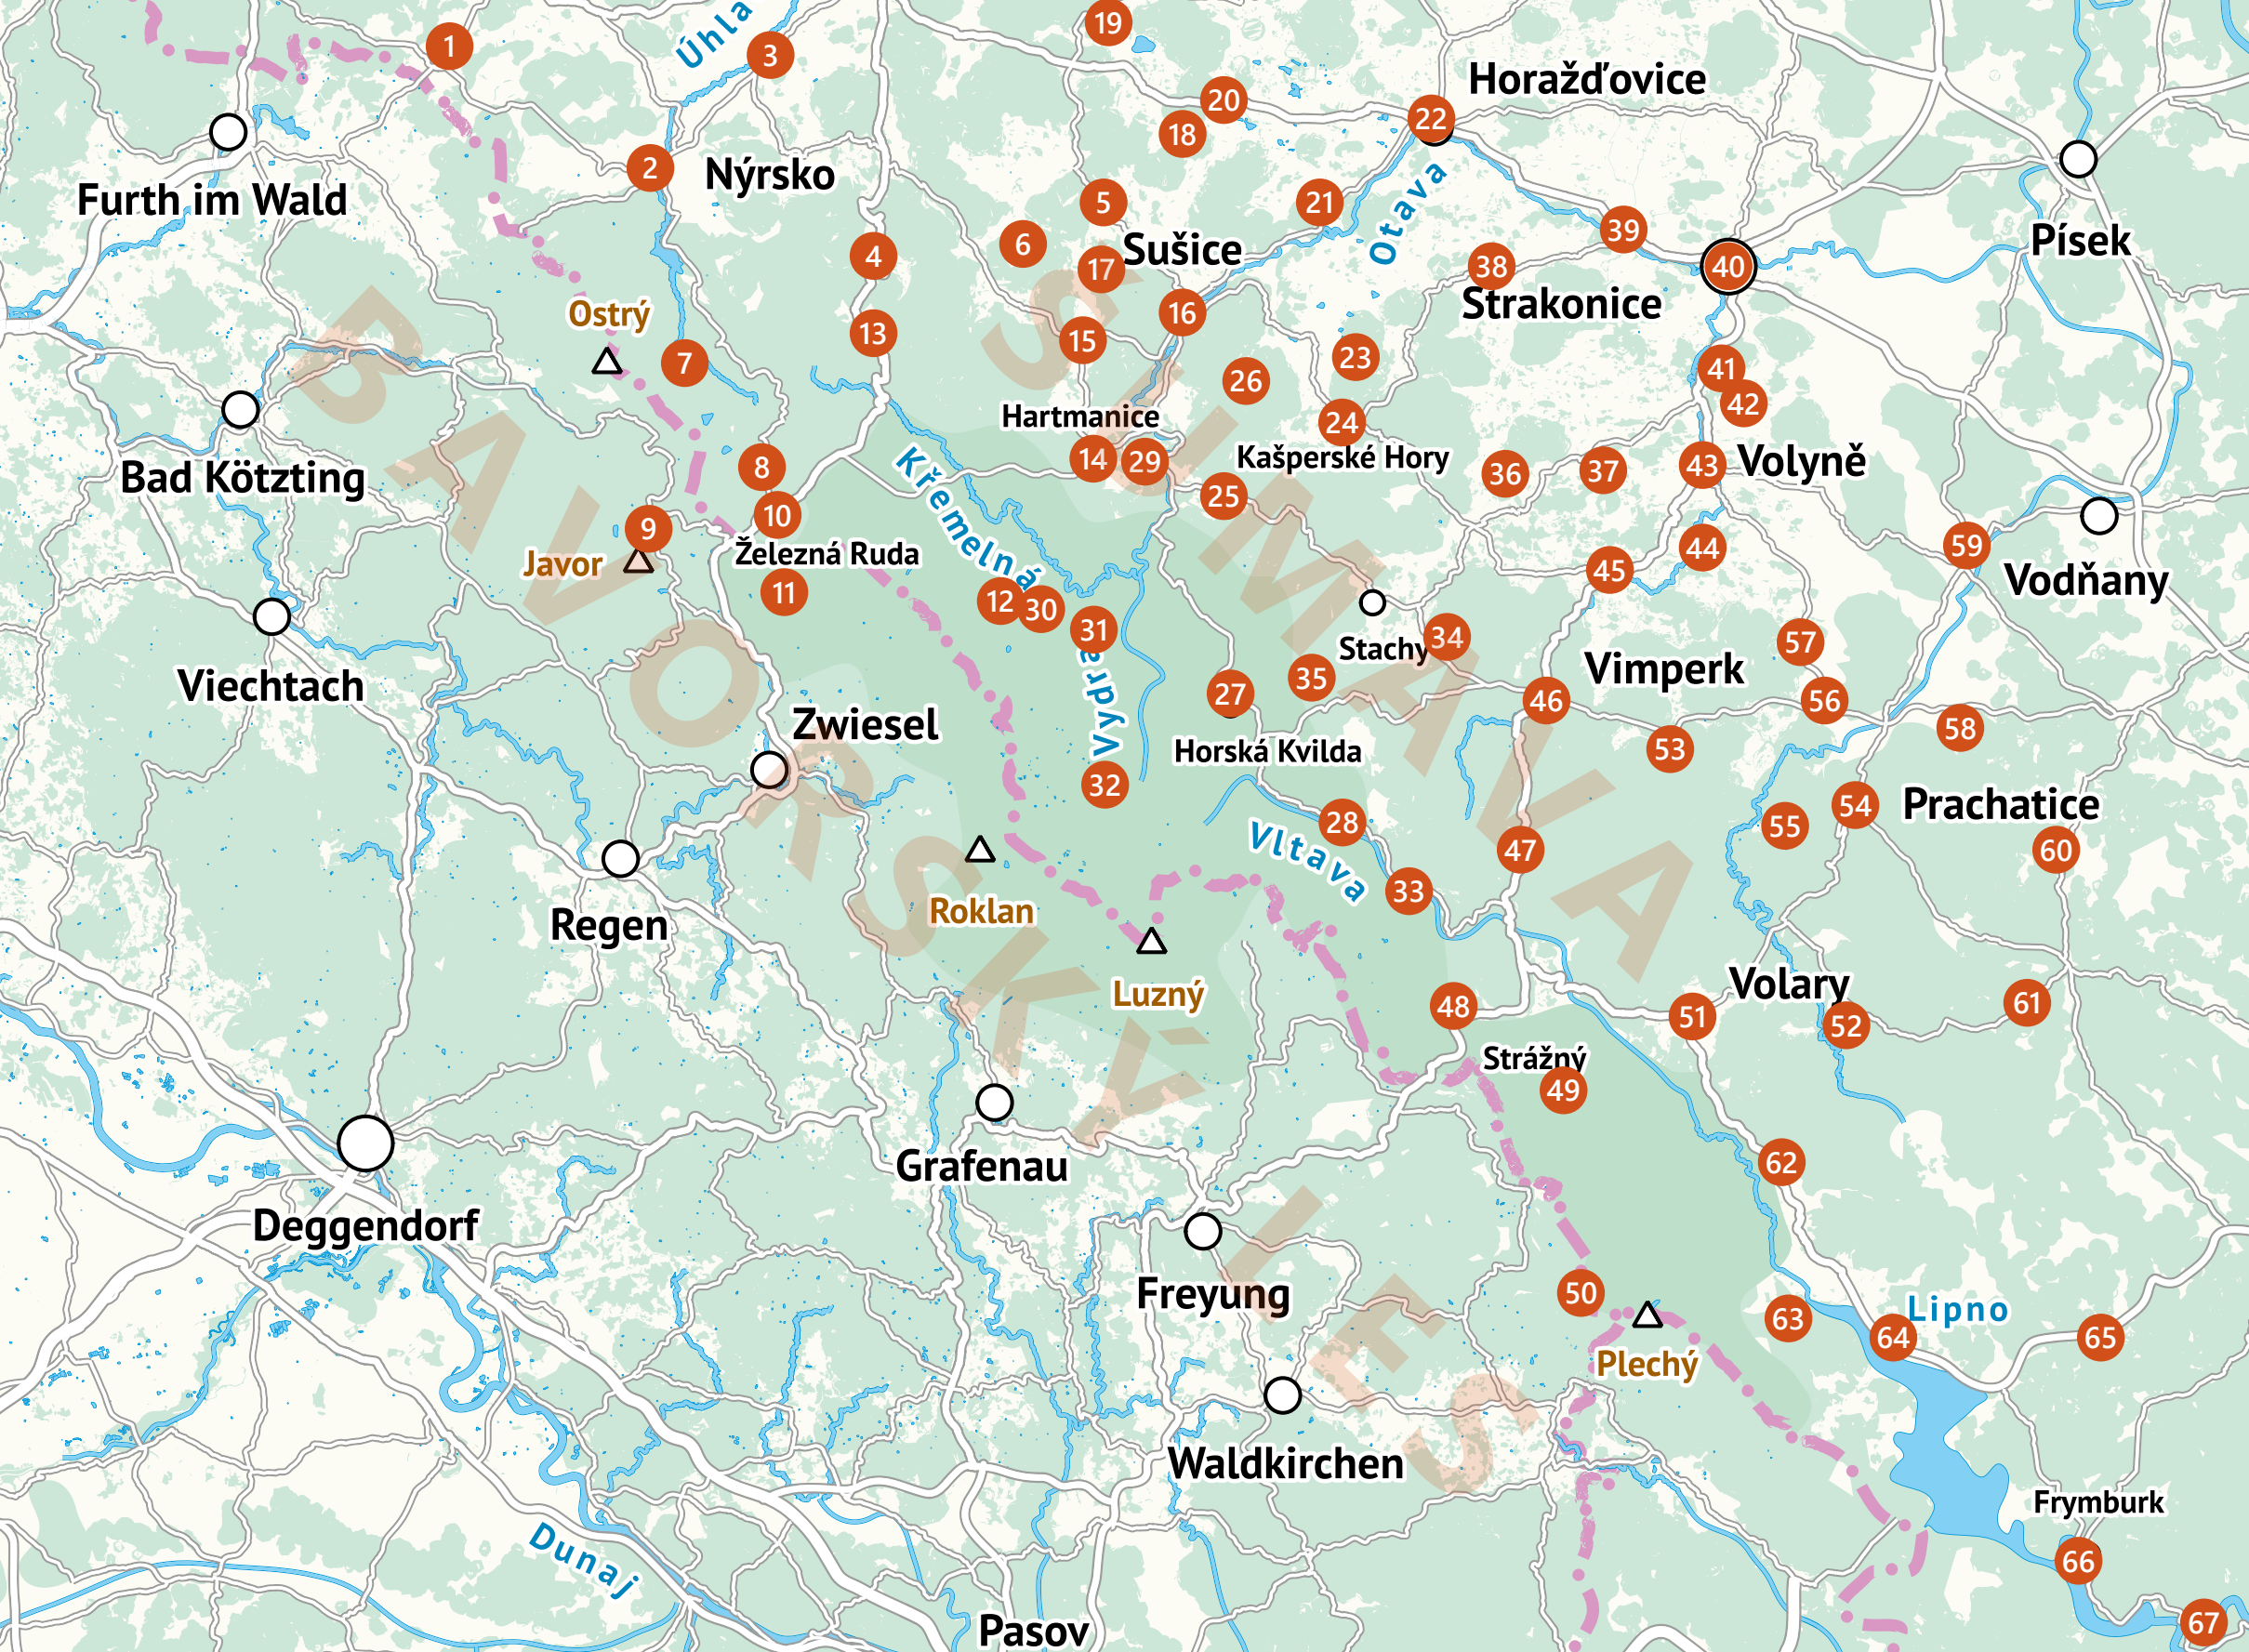 1
Úhla
3
19
20
Horažďovice
22
18
Furth im Wald
2
Nýrsko
5
21
Otava
6
Sušice
17
4
38
39
40
Písek
Strakonice
Ostrý
16
13
15
7
23
26
41
42
Hartmanice
24
Bad Kötzting
8
Křemelná
14
29
Kašperské Hory
36
37
43
Volyně
25
10
9
Javor
Železná Ruda
59
Vodňany
44
45
11
12
30
31
Stachy
34
57
Viechtach
27
35
Vimperk
56
46
Zwiesel
Vydra
Horská Kvilda
53
58
32
28
Vltava
54
Prachatice
55
47
60
33
Roklan
Regen
Luzný
48
Volary
51
52
61
Strážný
49
Grafenau
62
Deggendorf
Freyung
50
63
Lipno
64
65
Plechý
Waldkirchen
Frymburk
66
Dunaj
67
Pasov
BAVORSKÝ LES
ŠUMAVA